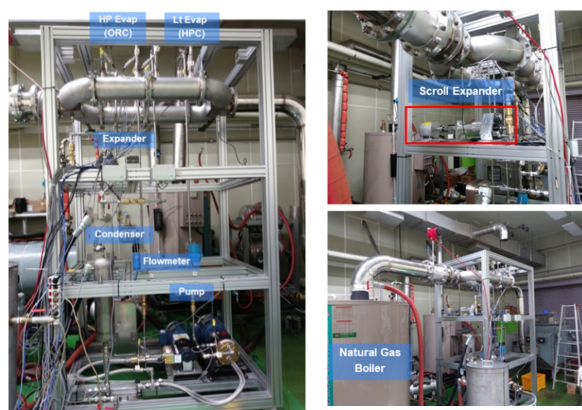 HP Evap
(ORC)
Lt Evap
(HPC)
Expander
Condenser
Flowmeter
Pump
Scroll Expander
Natural Gas
Boiler